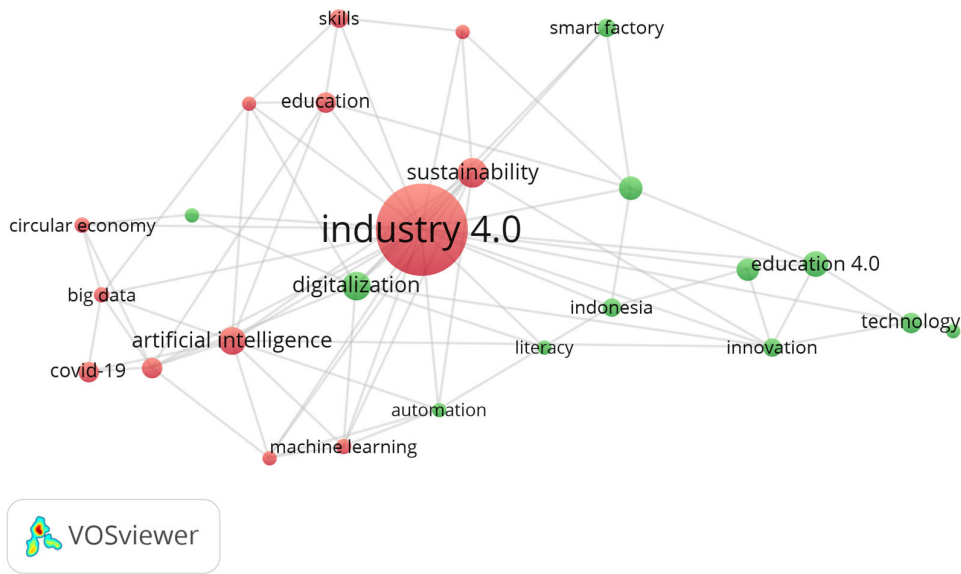 skills
smart factory
education
sustainability
circular economy
industry 4.0
education 4.0
digitalization
big data
indonesia
technology
artificial intelligence
literacy
innovation
covid-19
automation
machine learning
VOSviewer